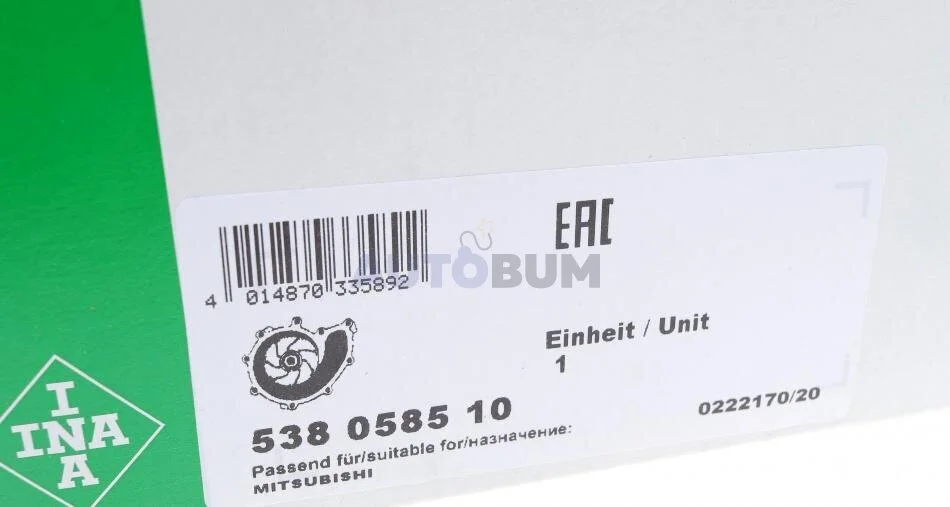 EAC
AUTOBUM
4 014870 335892
Einheit / Unit
1
538 0585 10
0222170/20
Passend für/suitable for/назначение:
MITSUBISHI
I
INA
A